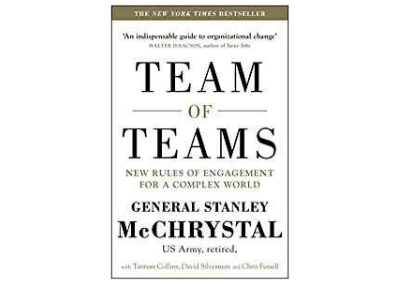 THE NEW YORK TIMES BESTSELLER
'An indispensable guide to organizational change'
WALTER ISAACSON, author of Steve Jobs
TEAM
OF
TEAMS
NEW RULES OF ENGAGEMENT
FOR A COMPLEX WORLD
GENERAL STANLEY
McCHRYSTAL
US Army, retired,
with Tantum Collins, David Silverman and Chris Fussell